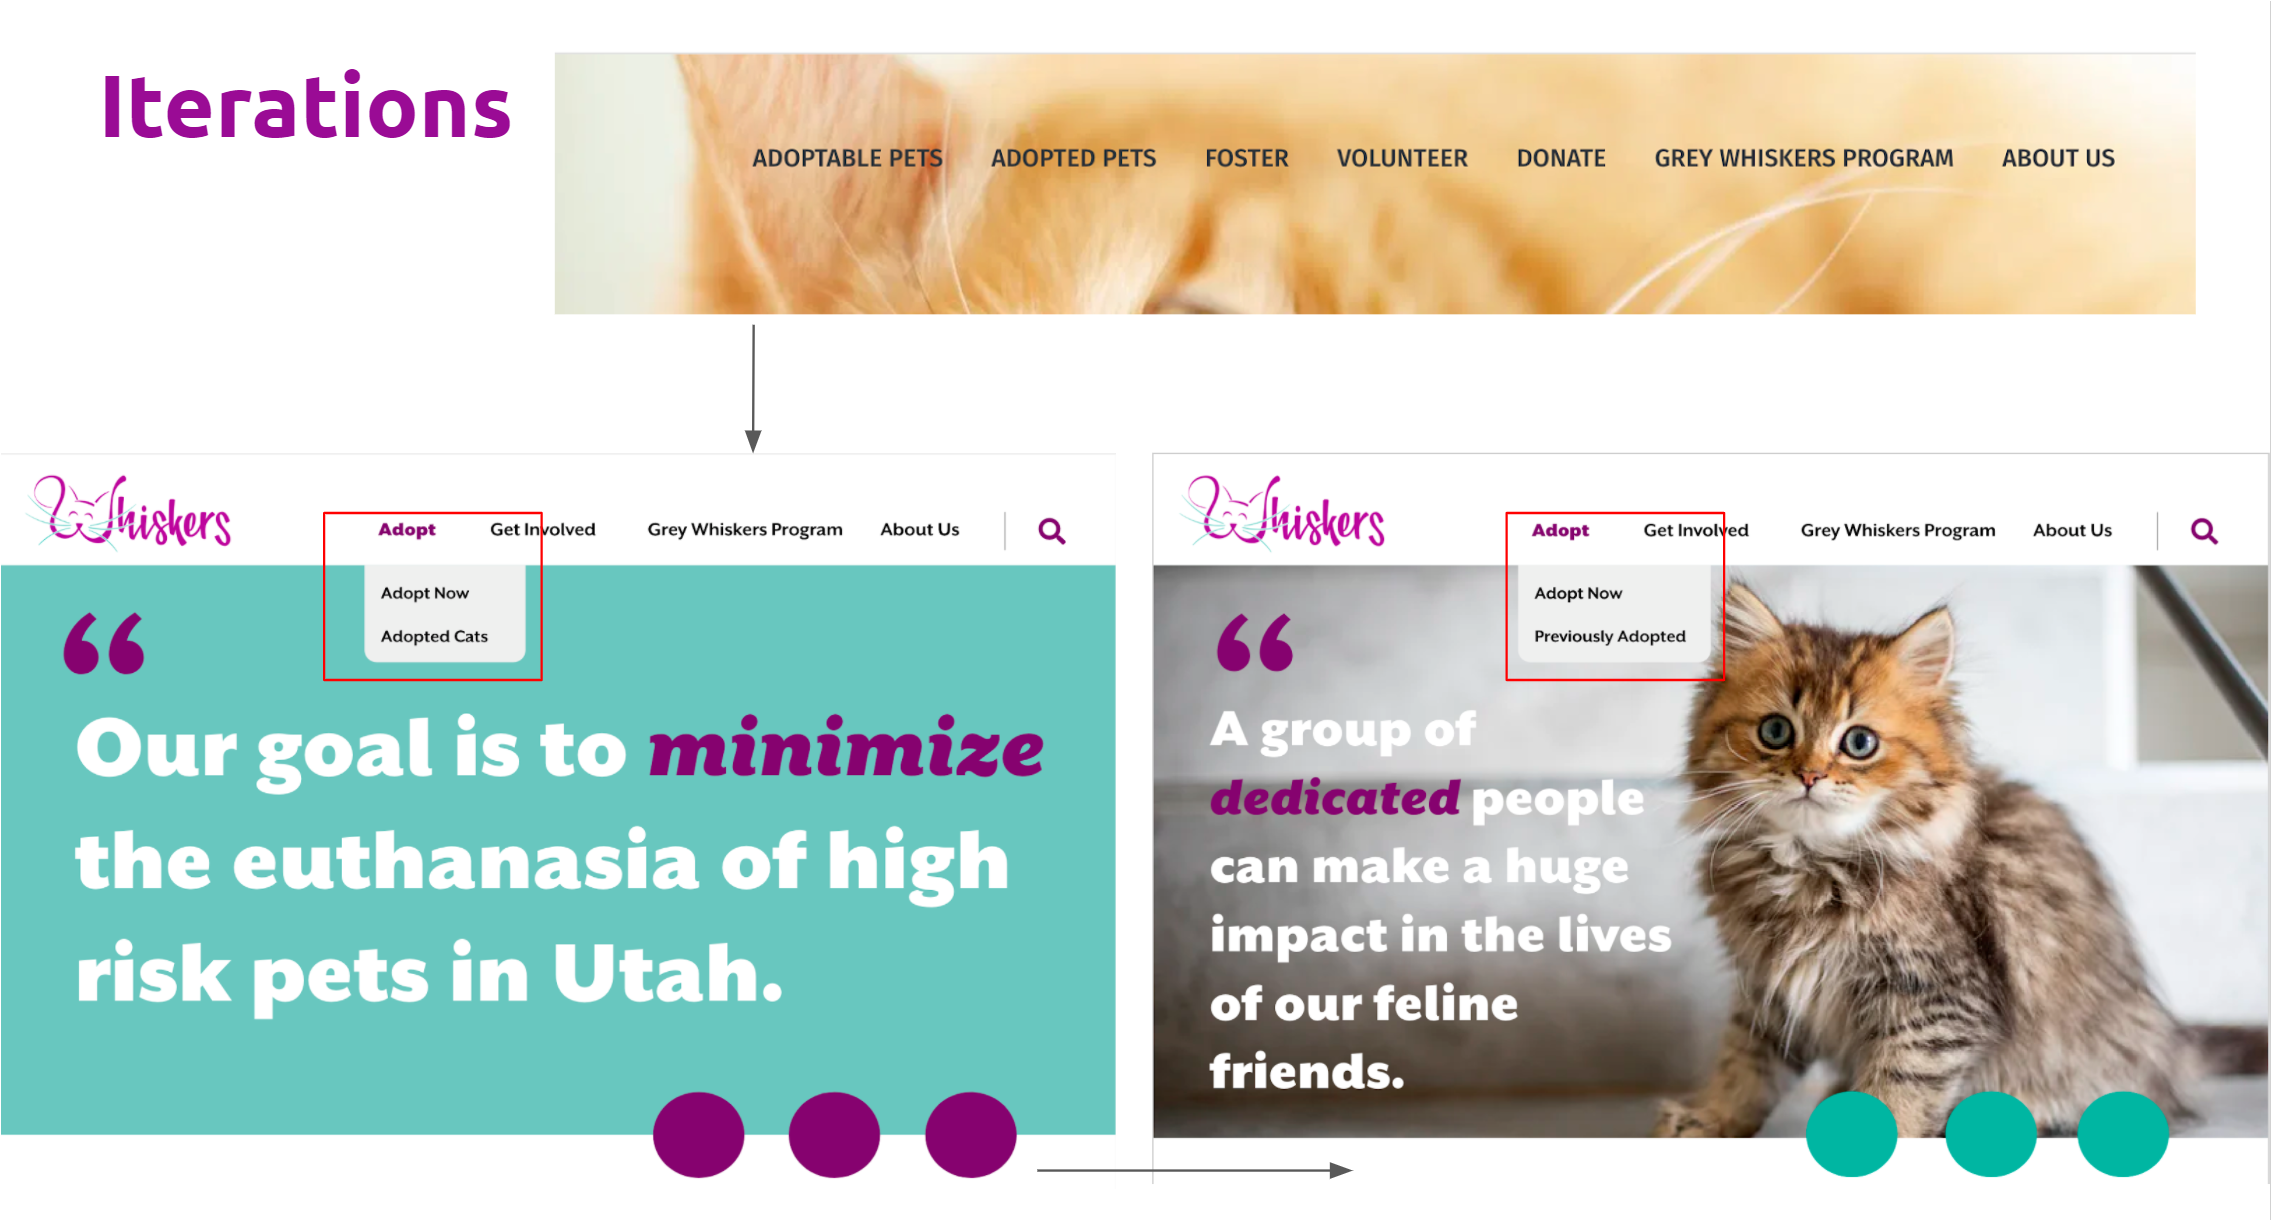 Iterations
ADOPTABLE PETS ADOPTED PETS FOSTER VOLUNTEER DONATE GREY WHISKERS PROGRAM ABOUT US
Whiskers
Adopt Get Involved Grey Whiskers Program About Us
Adopt Now
Adopted Cats
“
Our goal is to minimize
the euthanasia of high
risk pets in Utah.
Whiskers
Adopt Get Involved Grey Whiskers Program About Us
Adopt Now
Previously Adopted
“
A group of
dedicated people
can make a huge
impact in the lives
of our feline
friends.